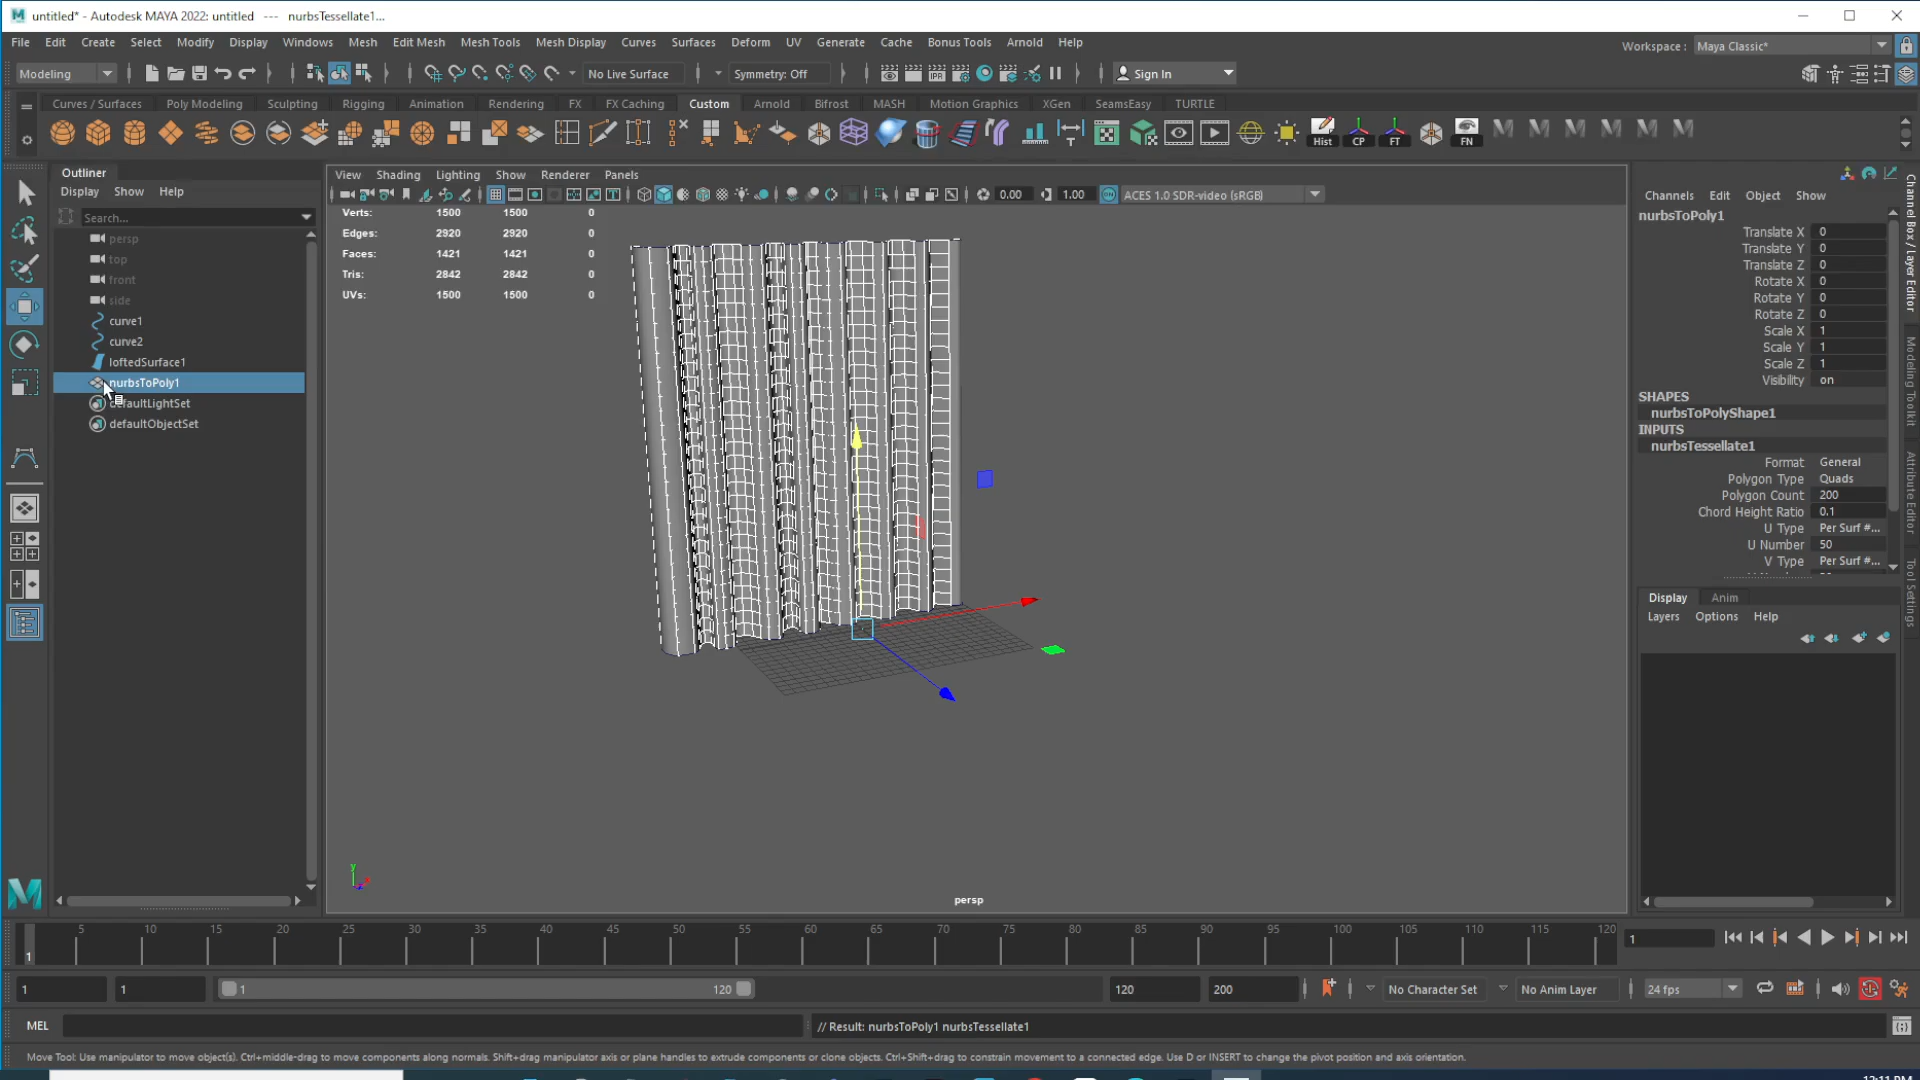 untitled* - Autodesk MAYA 2022: untitled --- nurbsTessellate1...
File Edit Create Select Modify Display Windows Mesh Edit Mesh Mesh Tools Mesh Display Curves Surfaces Deform UV Generate Cache Bonus Tools Arnold Help
Workspace : Maya Classic*
Modeling No Live Surface Symmetry: Off Sign In
Curves / Surfaces Poly Modeling Sculpting Rigging Animation Rendering FX FX Caching Custom Arnold Bifrost MASH Motion Graphics XGen SeamsEasy TURTLE
Hist CP FT FN
Outliner
Display Show Help
Search...
persp
top
front
side
curve1
curve2
loftedSurface1
nurbsToPoly1
defaultLightSet
defaultObjectSet
View Shading Lighting Show Renderer Panels
0.00 1.00 ACES 1.0 SDR-video (sRGB)
Verts: 1500 1500 0
Edges: 2920 2920 0
Faces: 1421 1421 0
Tris: 2842 2842 0
UVs: 1500 1500 0
y
persp
Channels Edit Object Show
nurbsToPoly1
Translate X 0
Translate Y 0
Translate Z 0
Rotate X 0
Rotate Y 0
Rotate Z 0
Scale X 1
Scale Y 1
Scale Z 1
Visibility on
SHAPES
nurbsToPolyShape1
INPUTS
nurbsTessellate1
Format General
Polygon Type Quads
Polygon Count 200
Chord Height Ratio 0.1
U Type Per Surf #...
U Number 50
V Type Per Surf #...
Display Anim
Layers Options Help
Channel Box / Layer Editor
Modeling Toolkit
Attribute Editor
Tool Settings
5 10 15 20 25 30 35 40 45 50 55 60 65 70 75 80 85 90 95 100 105 110 115 120
1
1
1 1 1 120 120 200 No Character Set No Anim Layer 24 fps
MEL // Result: nurbsToPoly1 nurbsTessellate1
Move Tool: Use manipulator to move object(s). Ctrl+middle-drag to move components along normals. Shift+drag manipulator axis or plane handles to extrude components or clone objects. Ctrl+Shift+drag to constrain movement to a connected edge. Use D or INSERT to change the pivot position and axis orientation.